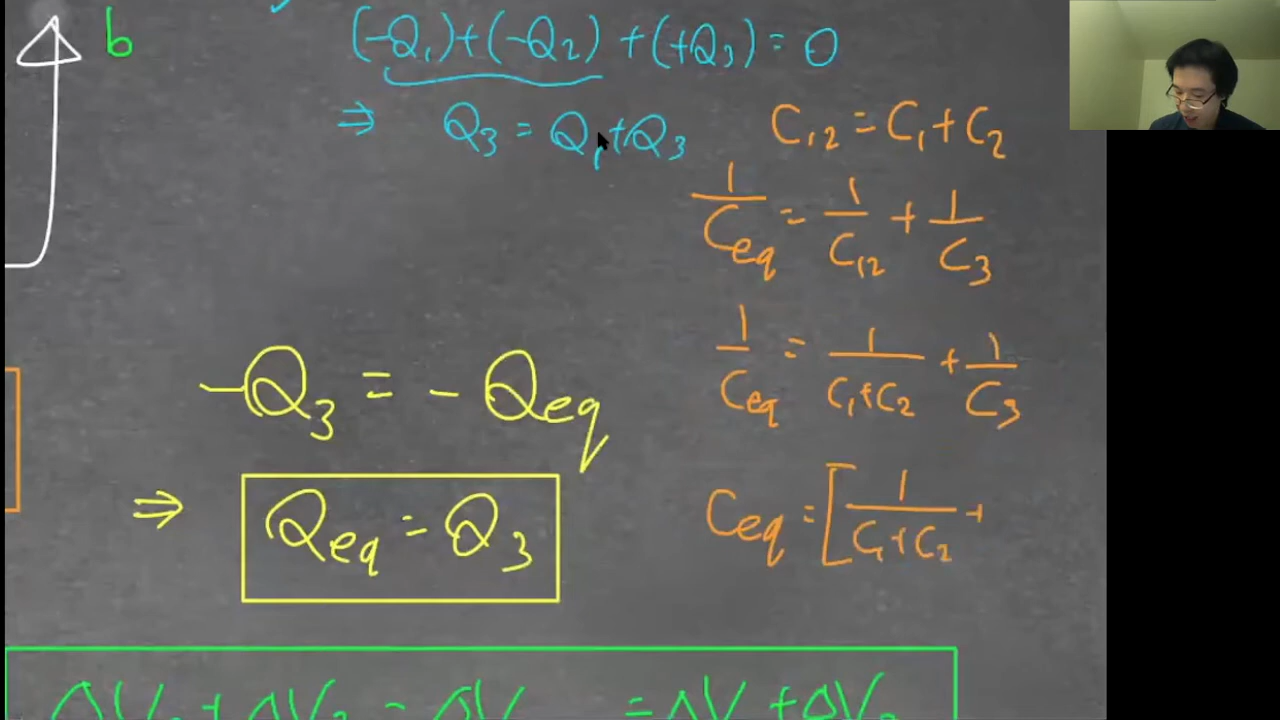 b
(-Q₁)+(-Q₂)+(+Q₃)=0
⇒ Q₃ = Q₁+Q₃
C₁₂ = C₁+C₂
1/Ceq = 1/C₁₂ + 1/C₃
1/Ceq = 1/(C₁+C₂) + 1/C₃
-Q₃ = -Qeq
⇒ Qeq = Q₃
Ceq = [1/(C₁+C₂) +